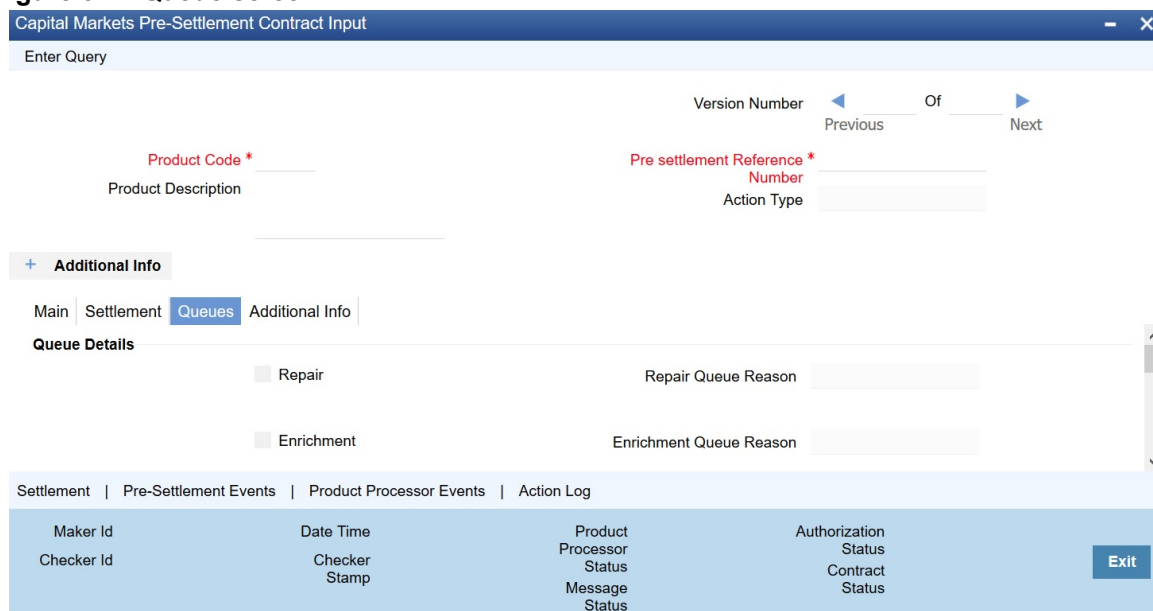 Capital Markets Pre-Settlement Contract Input
Enter Query
Version Number Of
Previous Next
Product Code * Pre settlement Reference *
Number
Product Description Action Type
+ Additional Info
Main Settlement Queues Additional Info
Queue Details
Repair Repair Queue Reason
Enrichment Enrichment Queue Reason
Settlement | Pre-Settlement Events | Product Processor Events | Action Log
Maker Id Date Time Product Authorization
Processor Status
Status
Checker Id Checker Contract
Stamp Status
Message
Status
Exit